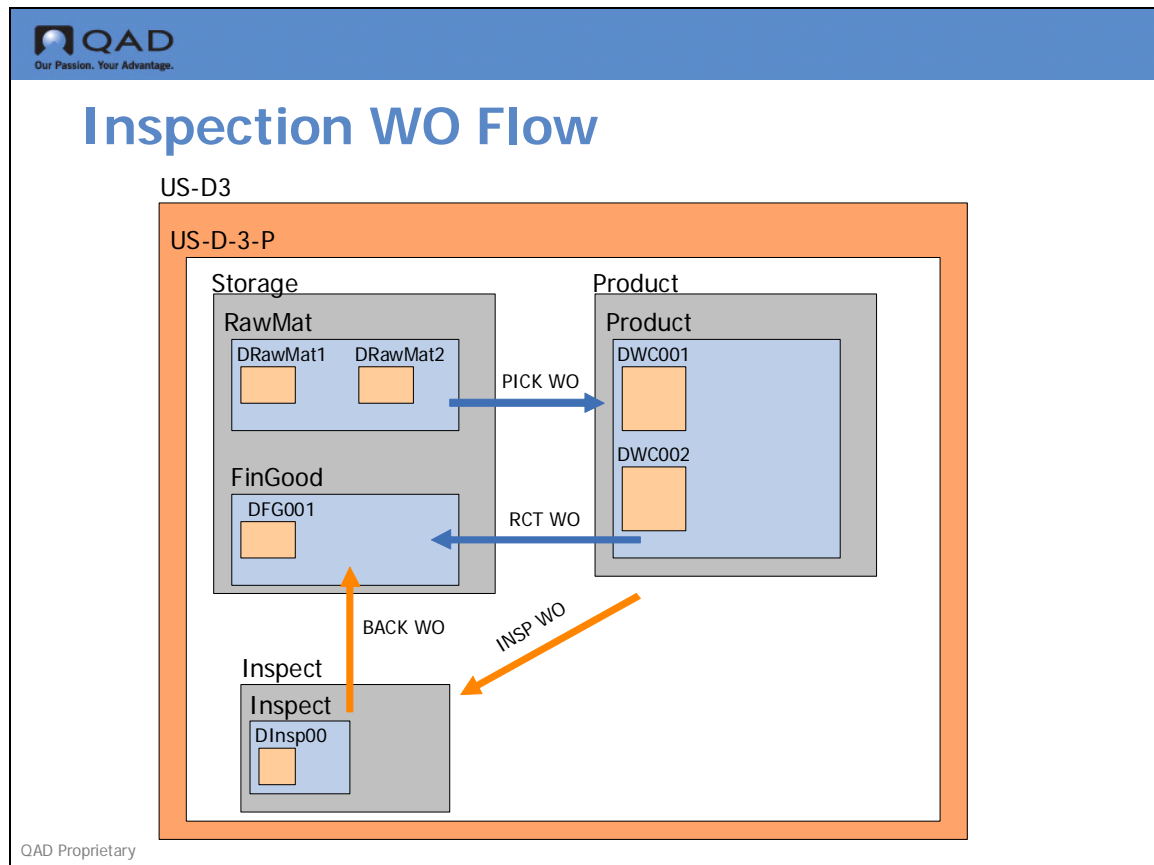 QAD
Our Passion. Your Advantage.
Inspection WO Flow
US-D3
US-D-3-P
Storage
Product
RawMat
Product
DRawMat1
DRawMat2
DWC001
PICK WO
DWC002
FinGood
DFG001
RCT WO
BACK WO
INSP WO
Inspect
Inspect
DInsp00
QAD Proprietary